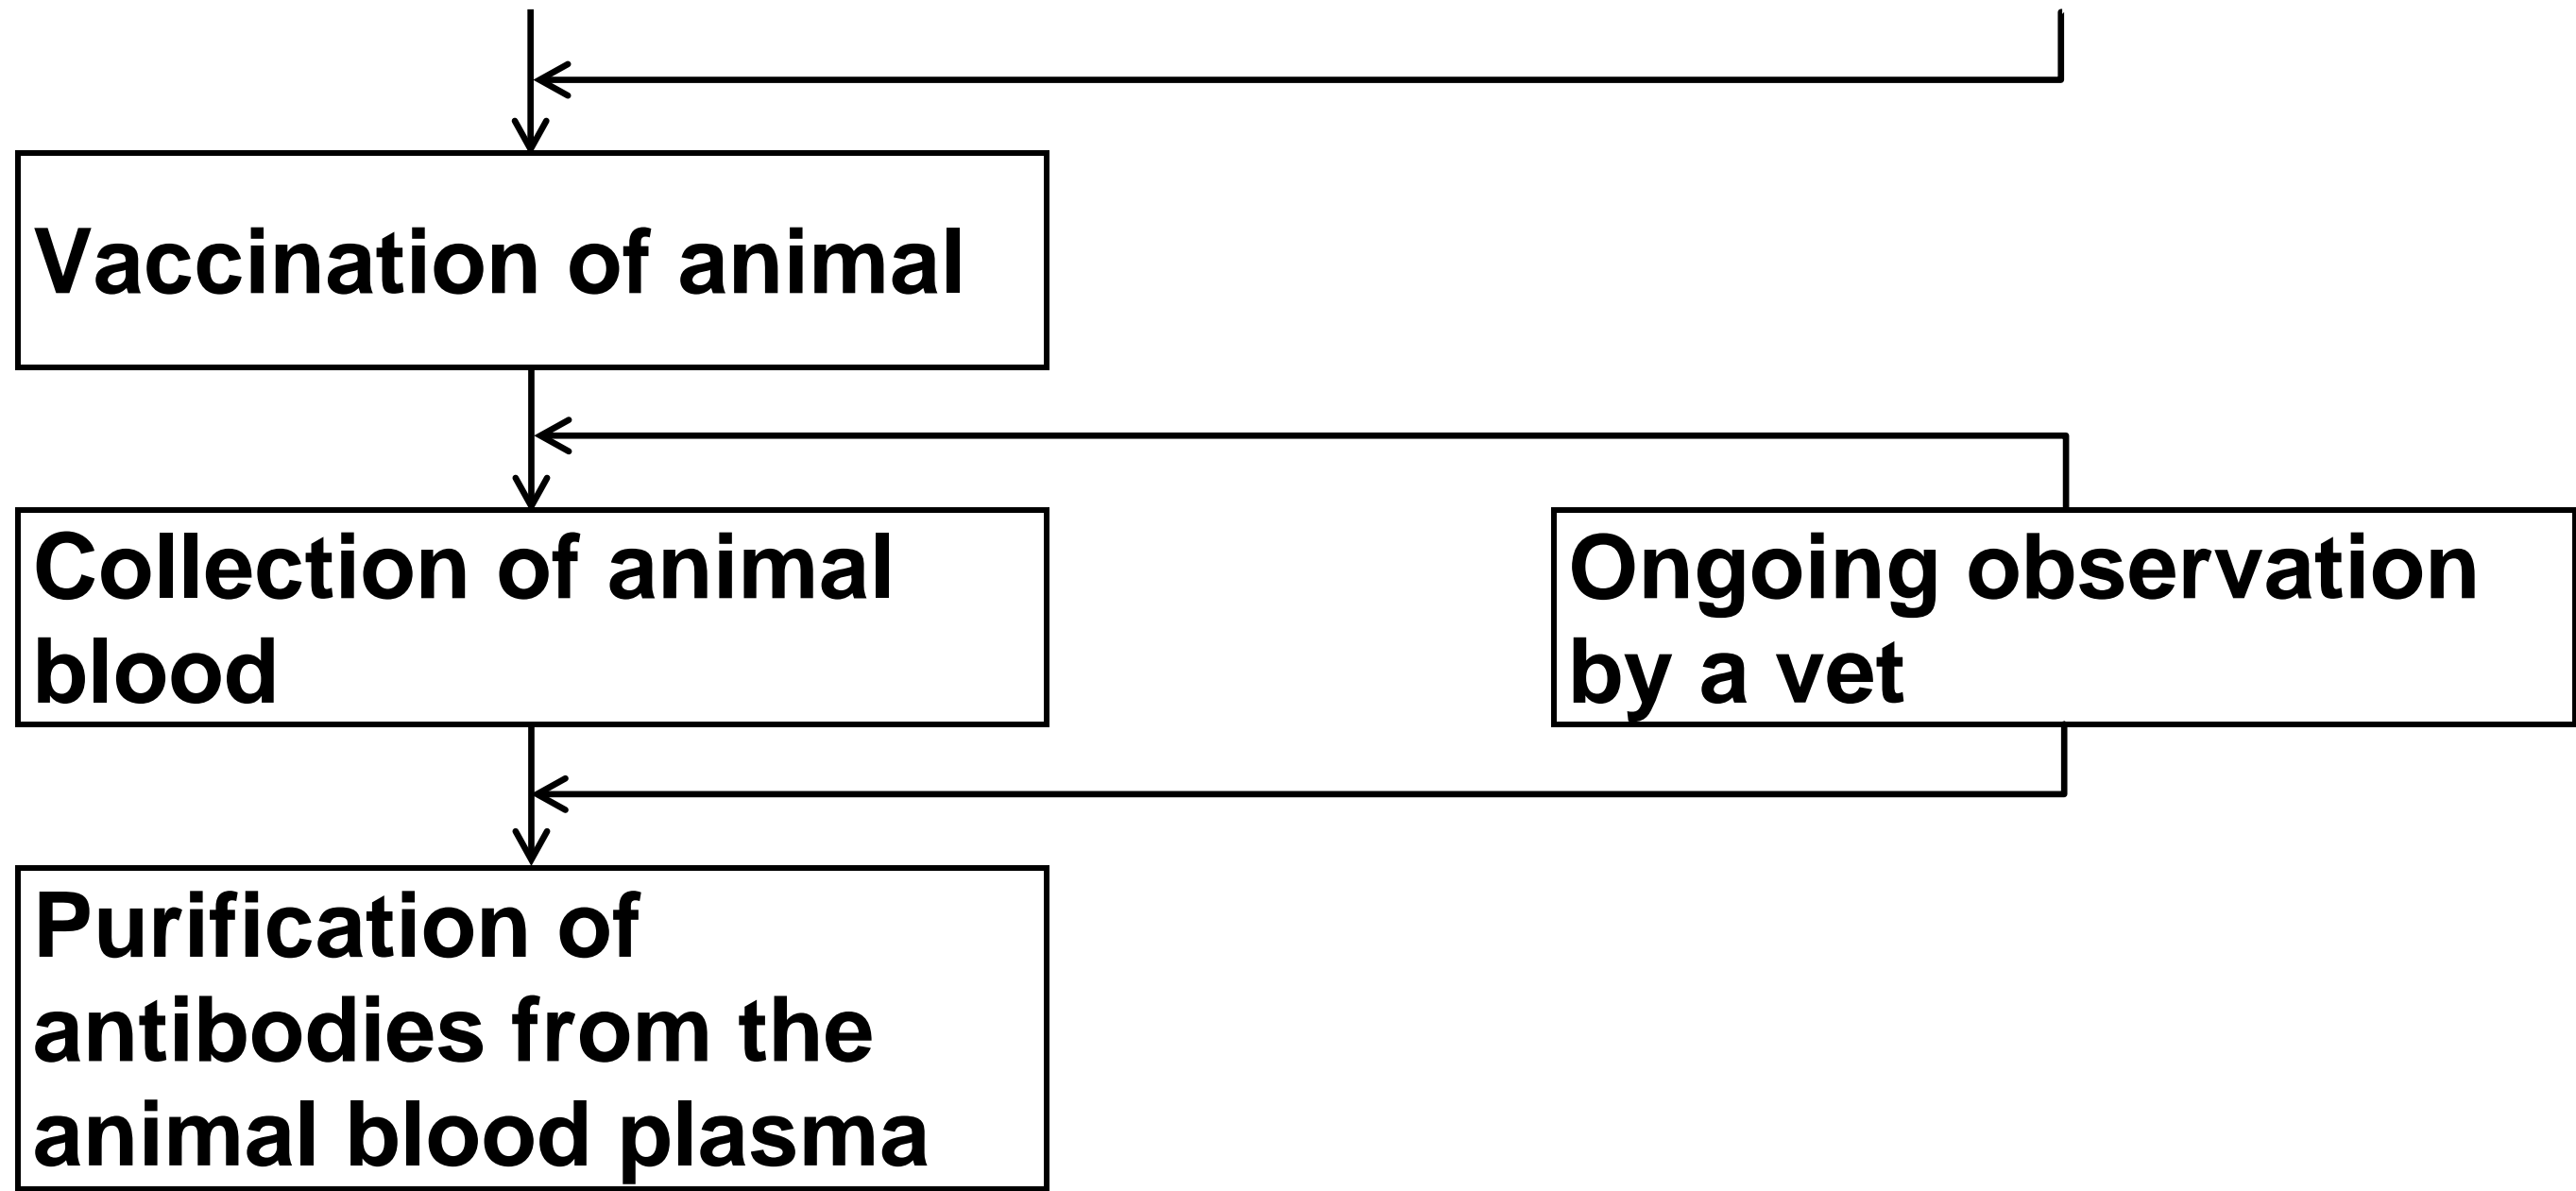 Vaccination of animal
Collection of animal
blood
Ongoing observation
by a vet
Purification of
antibodies from the
animal blood plasma